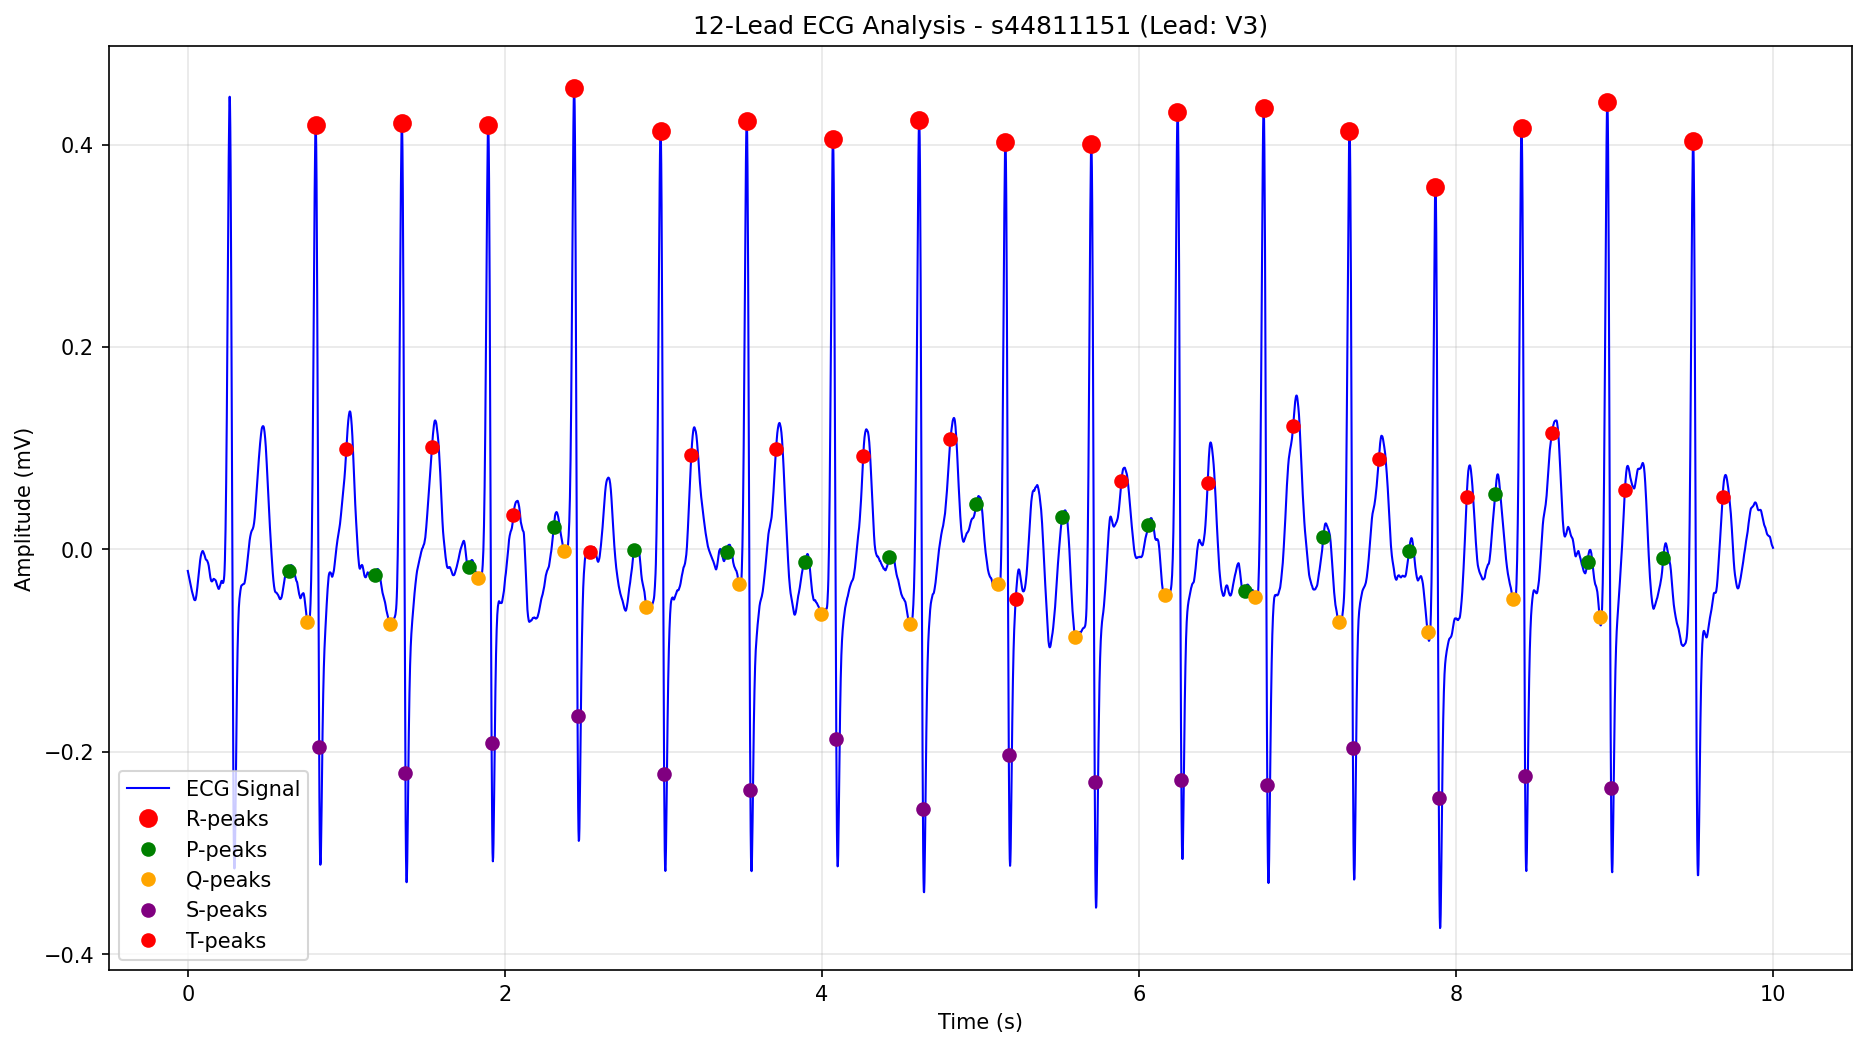 12-Lead ECG Analysis - s44811151 (Lead: V3)
Amplitude (mV)
0.4
0.2
0.0
−0.2
−0.4
ECG Signal
R-peaks
P-peaks
Q-peaks
S-peaks
T-peaks
0 2 4 6 8 10
Time (s)